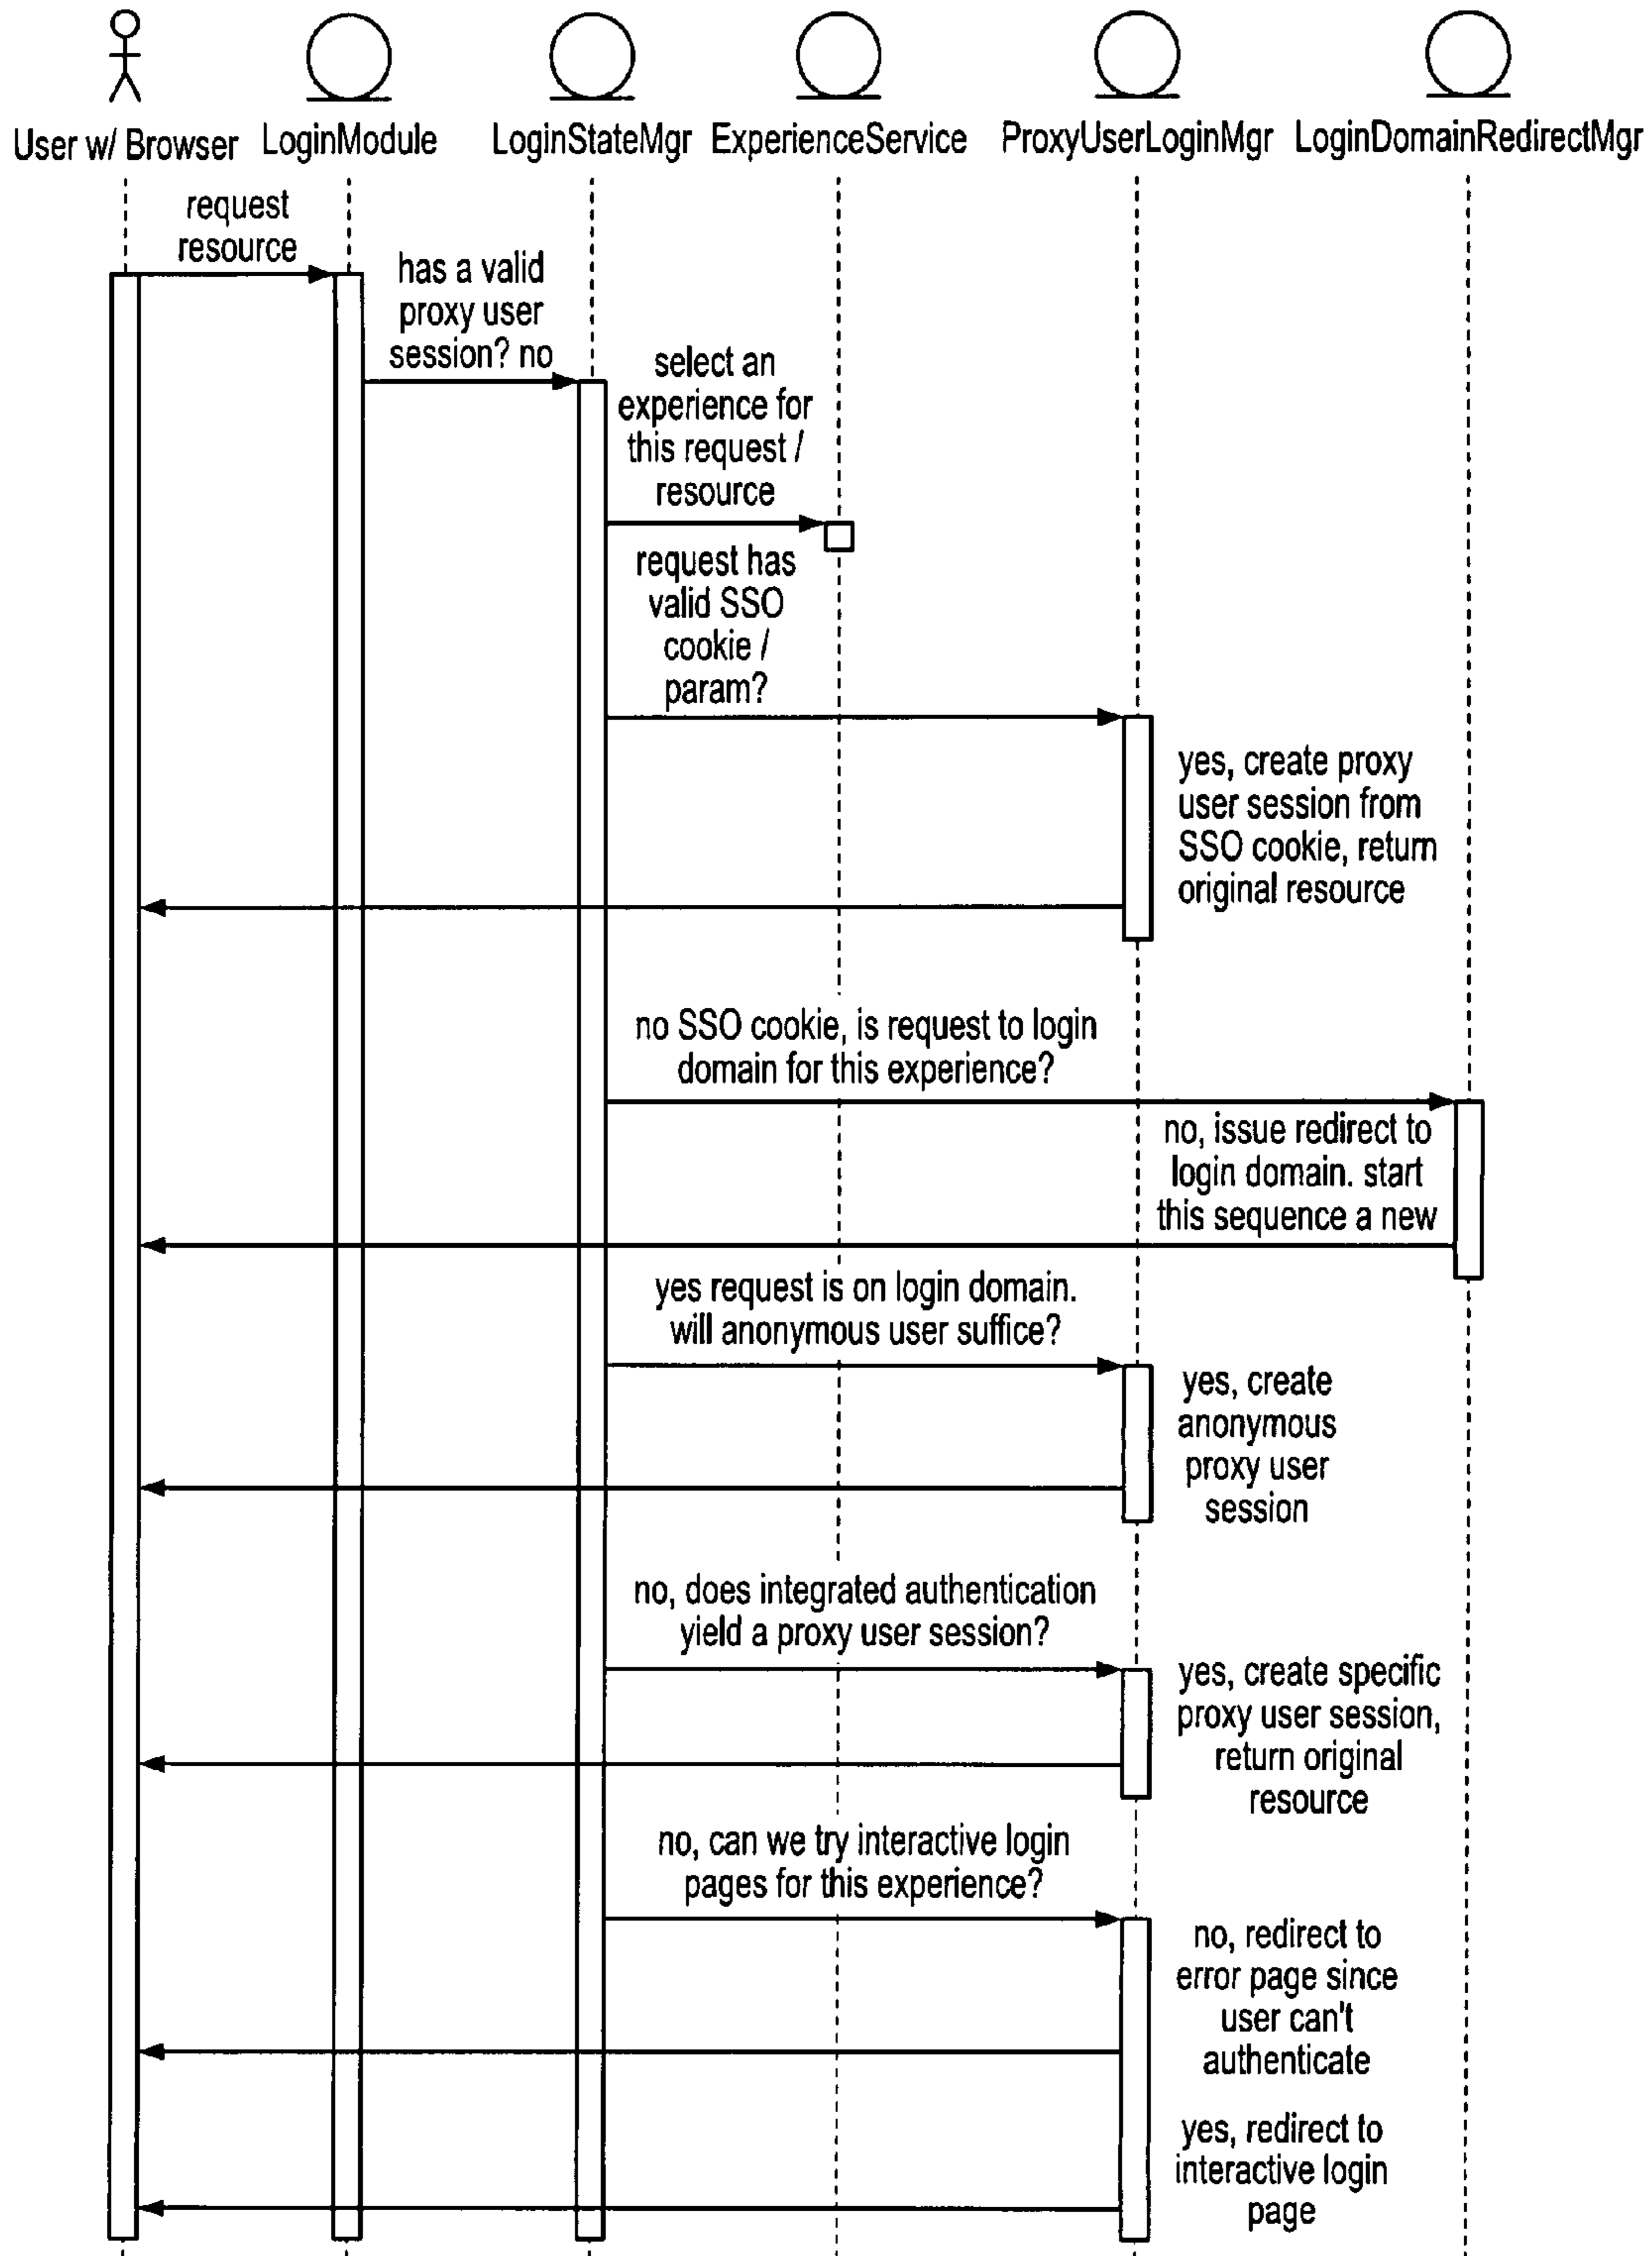 User w/ Browser
LoginModule
LoginStateMgr
ExperienceService
ProxyUserLoginMgr
LoginDomainRedirectMgr
request
resource
has a valid
proxy user
session? no
select an
experience for
this request /
resource
request has
valid SSO
cookie /
param?
yes, create proxy
user session from
SSO cookie, return
original resource
no SSO cookie, is request to login
domain for this experience?
no, issue redirect to
login domain. start
this sequence a new
yes request is on login domain.
will anonymous user suffice?
yes, create
anonymous
proxy user
session
no, does integrated authentication
yield a proxy user session?
yes, create specific
proxy user session,
return original
resource
no, can we try interactive login
pages for this experience?
no, redirect to
error page since
user can't
authenticate
yes, redirect to
interactive login
page